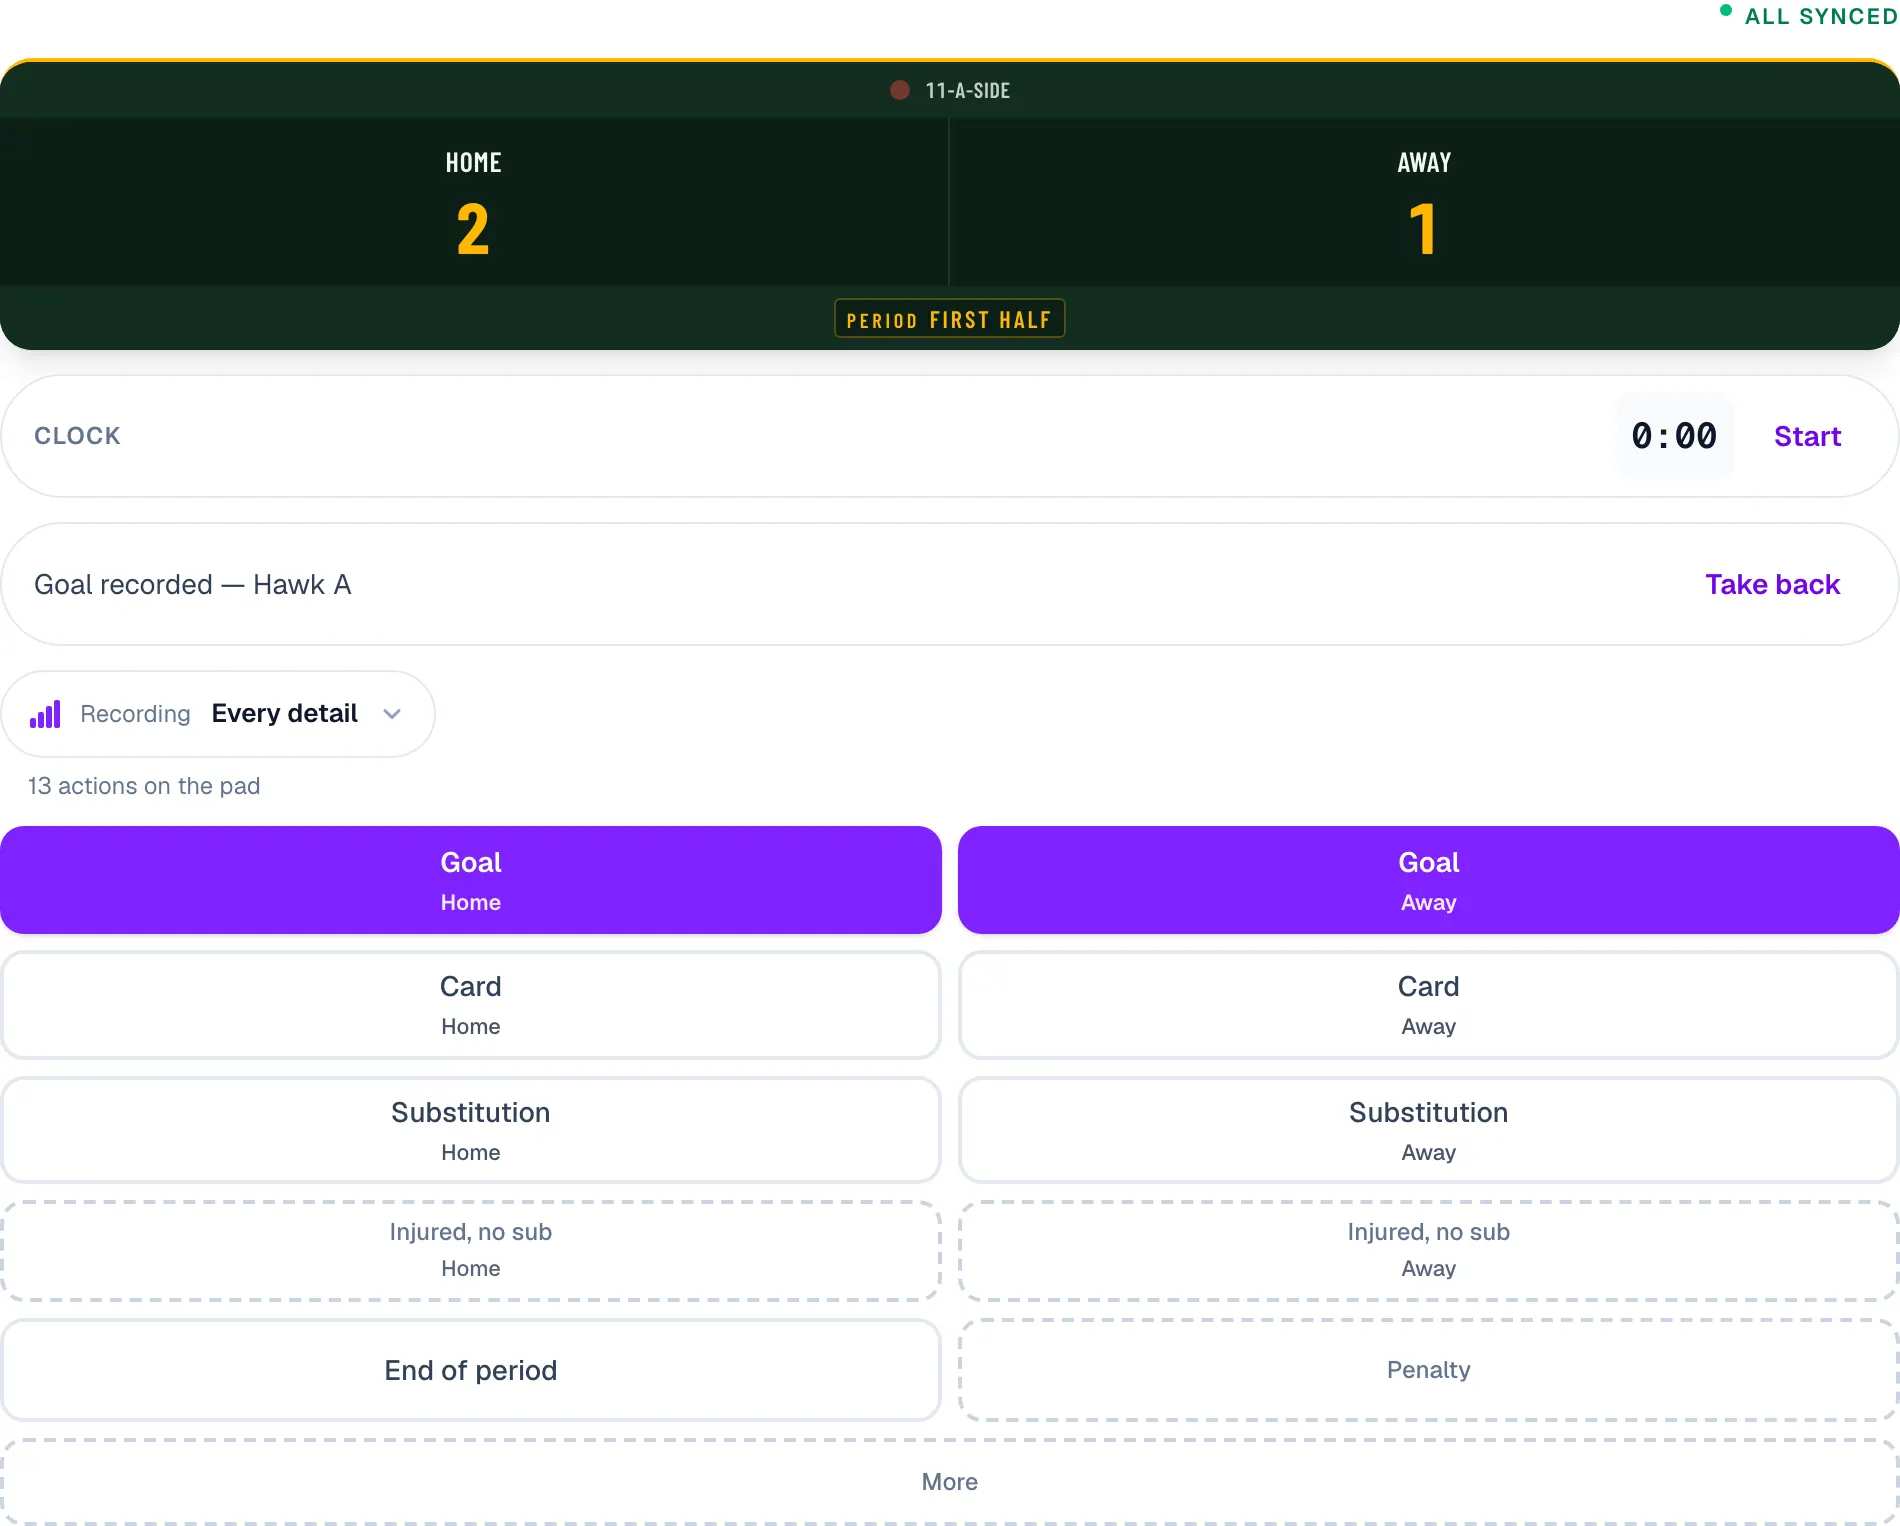 ALL SYNCED
11-A-SIDE
HOME
AWAY
2
1
PERIOD FIRST HALF
CLOCK
0:00
Start
Goal recorded — Hawk A
Take back
Recording Every detail
13 actions on the pad
Goal
Home
Goal
Away
Card
Home
Card
Away
Substitution
Home
Substitution
Away
Injured, no sub
Home
Injured, no sub
Away
End of period
Penalty
More